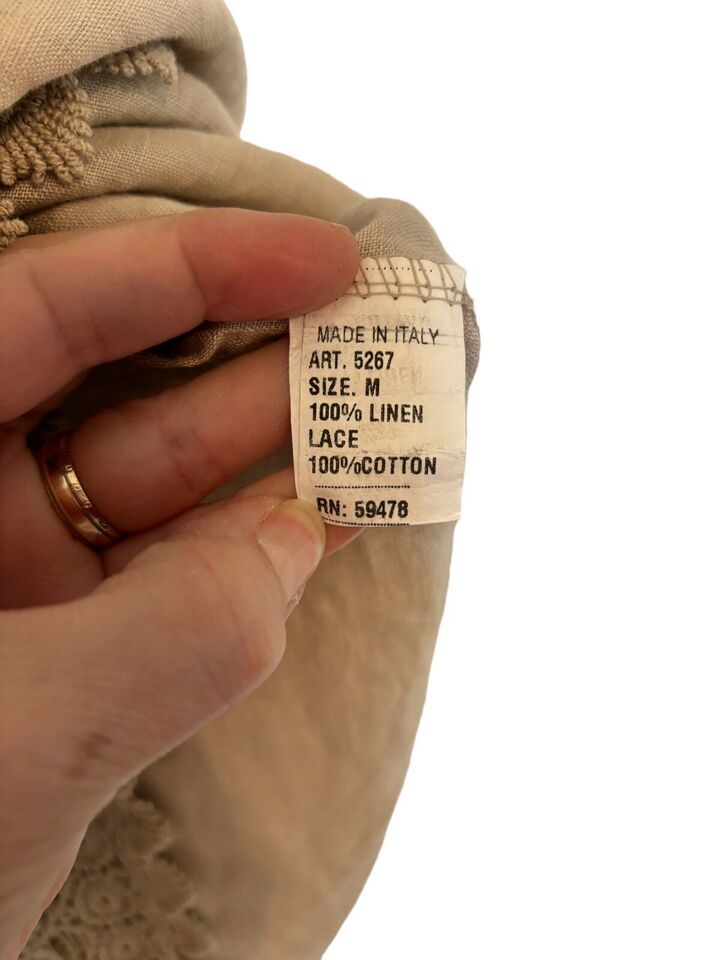 MADE IN ITALY
ART. 5267
SIZE. M
100% LINEN
LACE
100%COTTON
RN: 59478